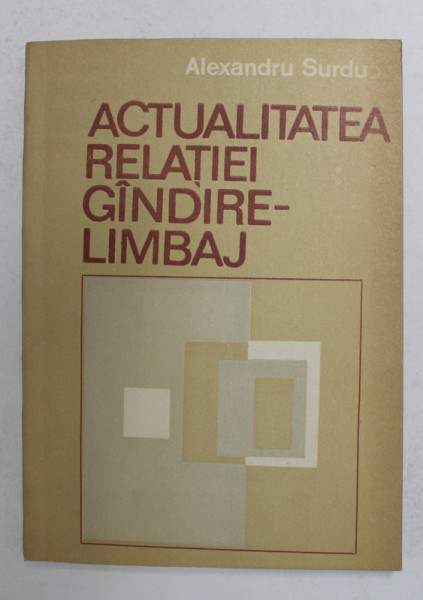 Alexandru Surdu
ACTUALITATEA
RELAȚIEI
GÎNDIRE-
LIMBAJ